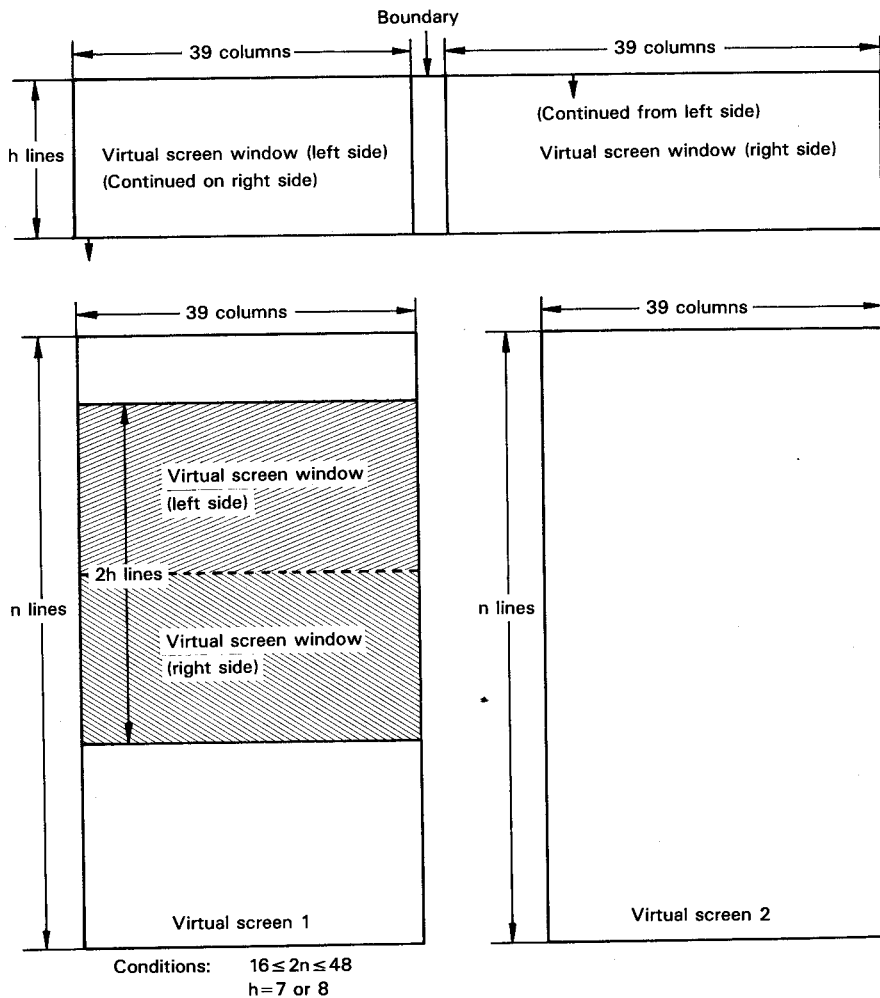 Boundary
39 columns
39 columns
h lines
Virtual screen window (left side)
(Continued on right side)
(Continued from left side)
Virtual screen window (right side)
39 columns
39 columns
Virtual screen window
(left side)
2h lines
n lines
n lines
Virtual screen window
(right side)
Virtual screen 1
Virtual screen 2
Conditions: 16≤2n≤48
h=7 or 8